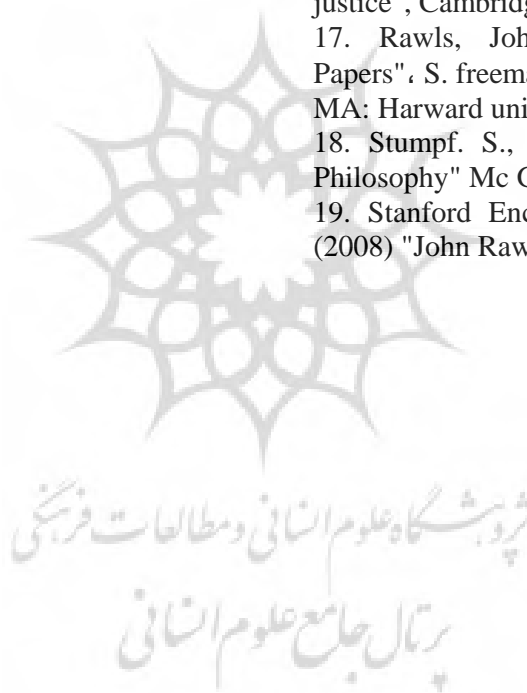 justice", Cambridg
17. Rawls, Joh
Papers"، S. freema
MA: Harward uni
18. Stumpf. S.,
Philosophy" Mc G
19. Stanford Enc
(2008) "John Raw
پژوهشگاه علوم انسانی و مطالعات فرهنگی
پرتال جامع علوم انسانی